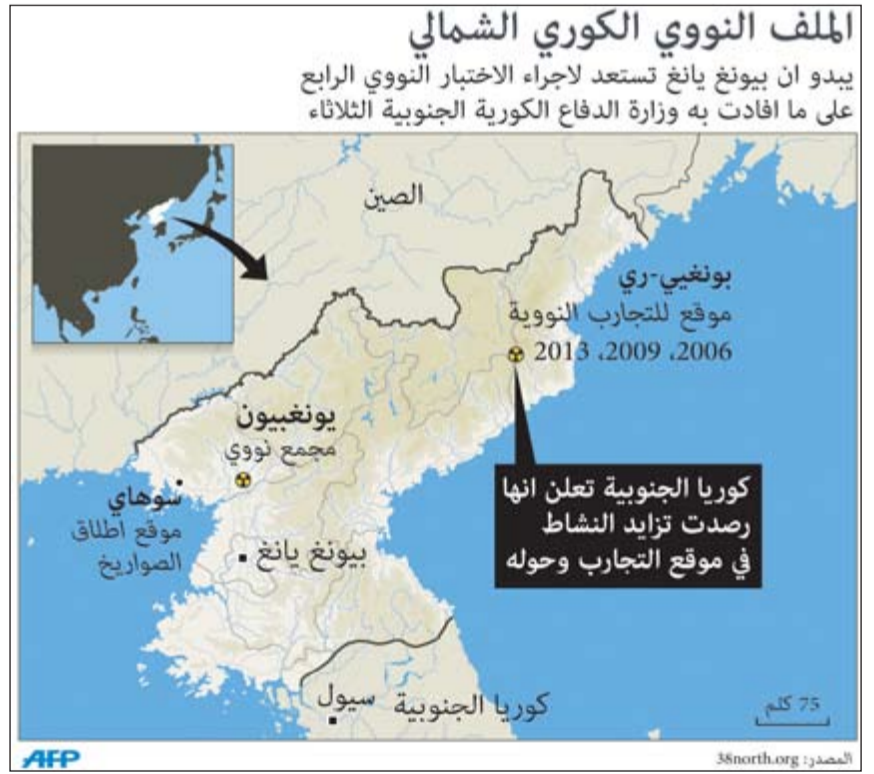 الملف النووي الكوري الشمالي
يبدو ان بيونغ يانغ تستعد لاجراء الاختبار النووي الرابع
على ما افادت به وزارة الدفاع الكورية الجنوبية الثلاثاء
الصين
بونغيي-ري
موقع للتجارب النووية
2006، 2009، 2013
يونغبيون
مجمع نووي
سوهاي
موقع اطلاق
الصواريخ
بيونغ يانغ
كوريا الجنوبية تعلن انها
رصدت تزايد النشاط
في موقع التجارب وحوله
سيول
كوريا الجنوبية
75 كلم
AFP
المصدر: 38north.org